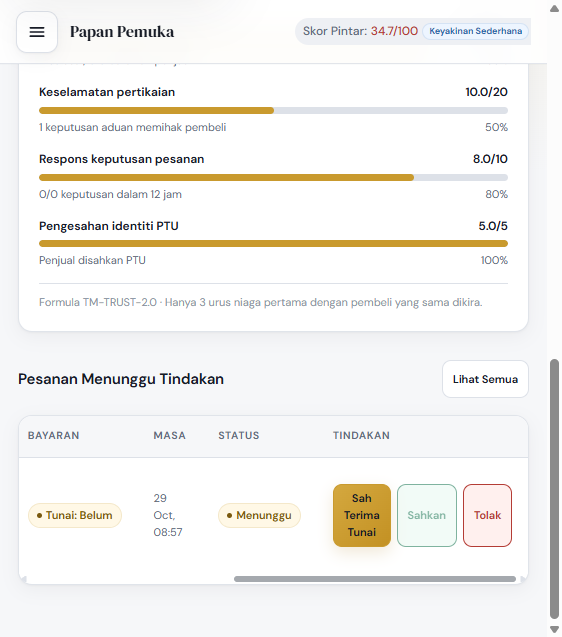 Papan Pemuka
Skor Pintar: 34.7/100 Keyakinan Sederhana
Keselamatan pertikaian 10.0/20
1 keputusan aduan memihak pembeli 50%
Respons keputusan pesanan 8.0/10
0/0 keputusan dalam 12 jam 80%
Pengesahan identiti PTU 5.0/5
Penjual disahkan PTU 100%
Formula TM-TRUST-2.0 · Hanya 3 urus niaga pertama dengan pembeli yang sama dikira.
Pesanan Menunggu Tindakan
Lihat Semua
BAYARAN MASA STATUS TINDAKAN
Tunai: Belum
29
Oct,
08:57
Menunggu
Sah
Terima
Tunai
Sahkan
Tolak